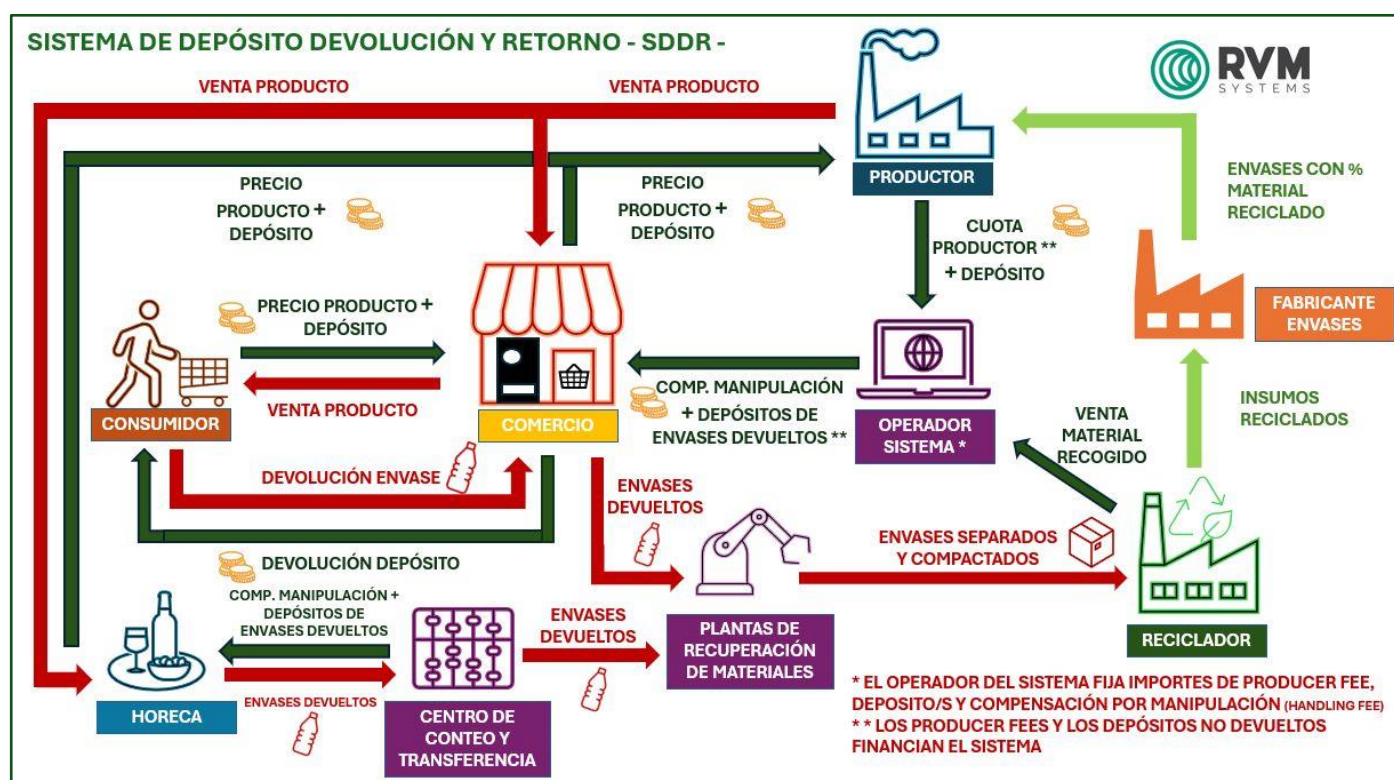 SISTEMA DE DEPÓSITO DEVOLUCIÓN Y RETORNO - SDDR -
RVM
SYSTEMS
VENTA PRODUCTO
VENTA PRODUCTO
PRODUCTOR
PRECIO
PRODUCTO +
DEPÓSITO
PRECIO
PRODUCTO +
DEPÓSITO
ENVASES CON %
MATERIAL
RECICLADO
CUOTA
PRODUCTOR **
+ DEPÓSITO
PRECIO PRODUCTO +
DEPÓSITO
FABRICANTE
ENVASES
VENTA PRODUCTO
CONSUMIDOR
COMERCIO
COMP. MANIPULACIÓN
+ DEPÓSITOS DE
ENVASES DEVUELTOS **
OPERADOR
SISTEMA *
VENTA
MATERIAL
RECOGIDO
INSUMOS
RECICLADOS
DEVOLUCIÓN ENVASE
ENVASES
DEVUELTOS
ENVASES SEPARADOS
Y COMPACTADOS
DEVOLUCIÓN DEPÓSITO
COMP. MANIPULACIÓN +
DEPÓSITOS DE
ENVASES DEVUELTOS
ENVASES
DEVUELTOS
PLANTAS DE
RECUPERACIÓN
DE MATERIALES
RECICLADOR
HORECA
ENVASES DEVUELTOS
CENTRO DE
CONTEO Y
TRANSFERENCIA
* EL OPERADOR DEL SISTEMA FIJA IMPORTES DE PRODUCER FEE,
DEPOSITO/S Y COMPENSACIÓN POR MANIPULACIÓN (HANDLING FEE)
* * LOS PRODUCER FEES Y LOS DEPÓSITOS NO DEVUELTOS
FINANCIAN EL SISTEMA